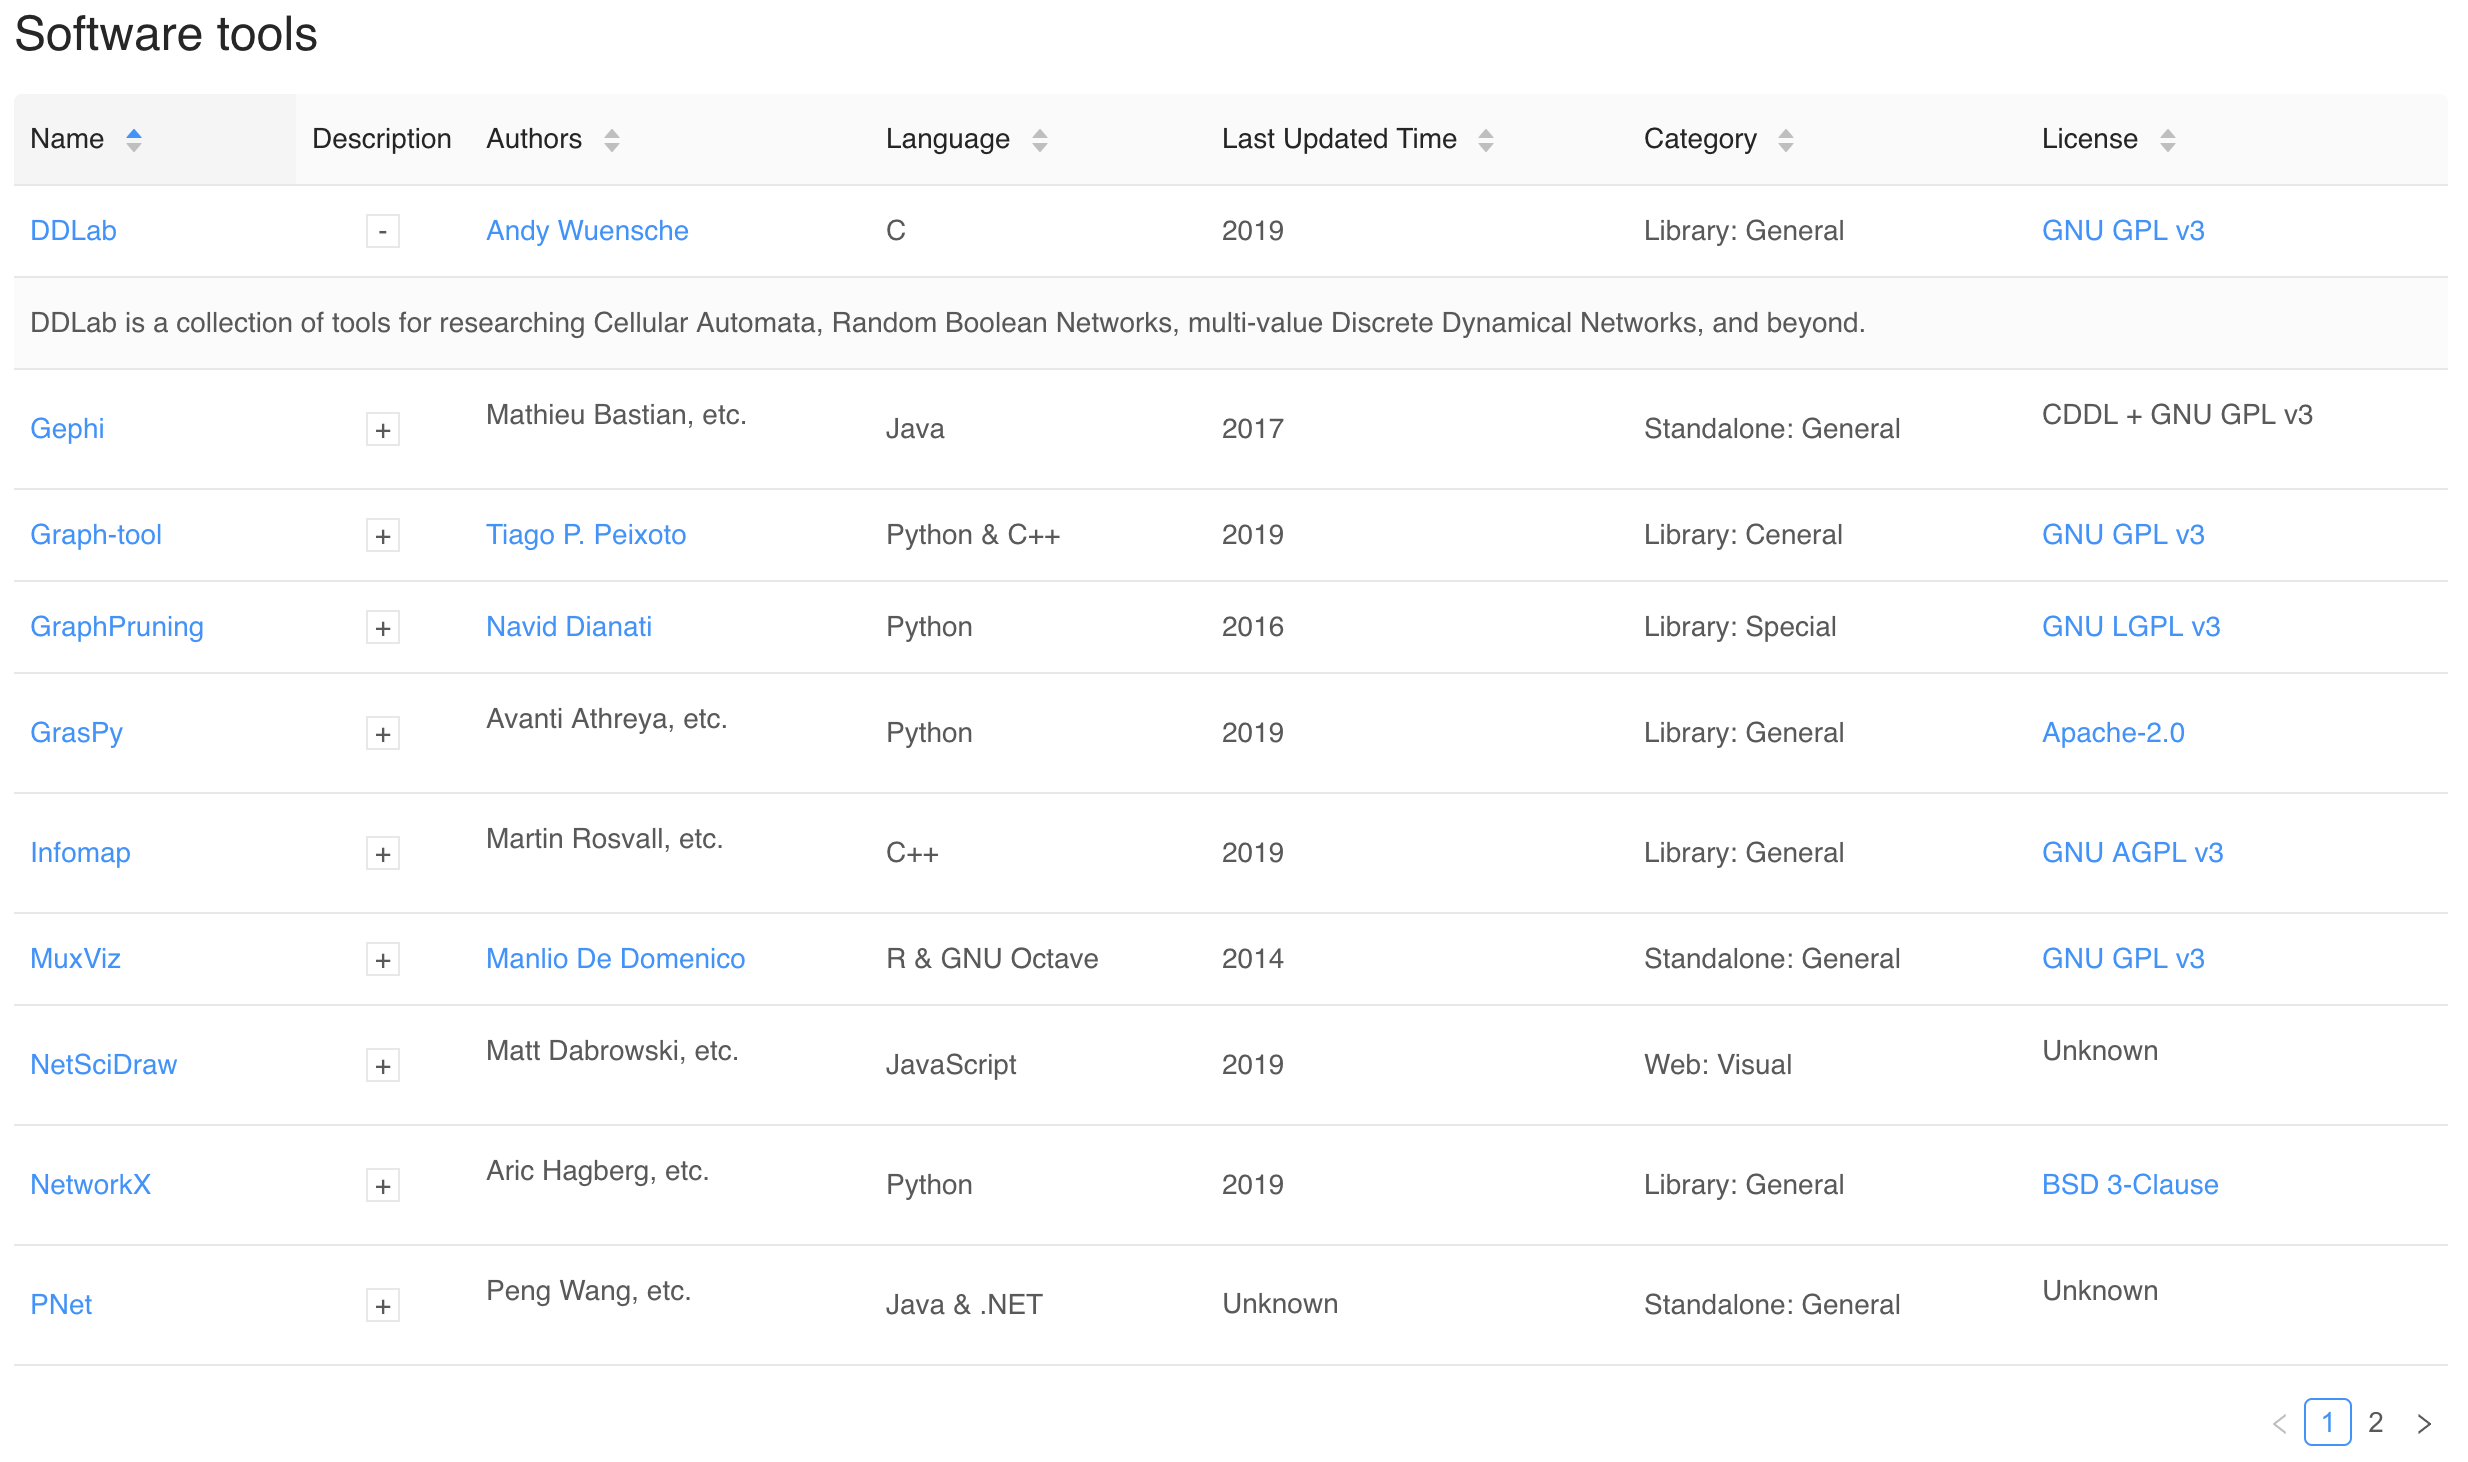 Software tools
Name Description Authors Language Last Updated Time Category License
DDLab - Andy Wuensche C 2019 Library: General GNU GPL v3
DDLab is a collection of tools for researching Cellular Automata, Random Boolean Networks, multi-value Discrete Dynamical Networks, and beyond.
Gephi + Mathieu Bastian, etc. Java 2017 Standalone: General CDDL + GNU GPL v3
Graph-tool + Tiago P. Peixoto Python & C++ 2019 Library: Ceneral GNU GPL v3
GraphPruning + Navid Dianati Python 2016 Library: Special GNU LGPL v3
GrasPy + Avanti Athreya, etc. Python 2019 Library: General Apache-2.0
Infomap + Martin Rosvall, etc. C++ 2019 Library: General GNU AGPL v3
MuxViz + Manlio De Domenico R & GNU Octave 2014 Standalone: General GNU GPL v3
NetSciDraw + Matt Dabrowski, etc. JavaScript 2019 Web: Visual Unknown
NetworkX + Aric Hagberg, etc. Python 2019 Library: General BSD 3-Clause
PNet + Peng Wang, etc. Java & .NET Unknown Standalone: General Unknown
< 1 2 >